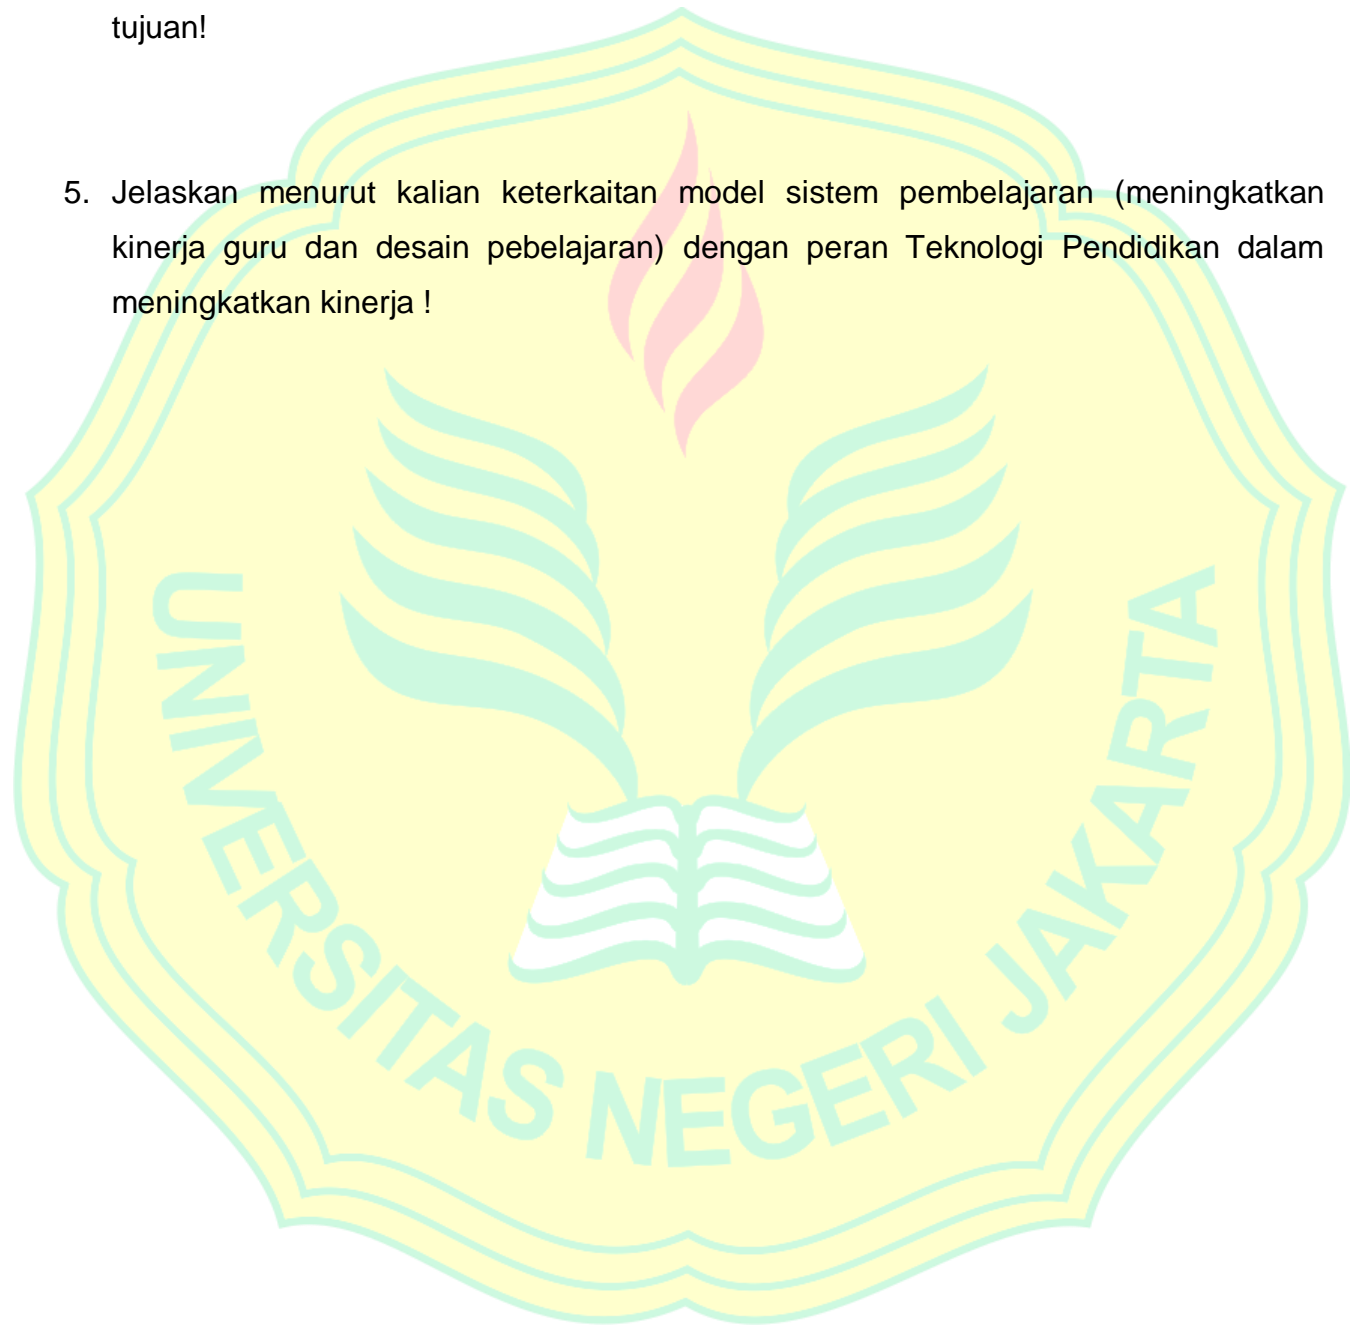 tujuan!
5. Jelaskan menurut kalian keterkaitan model sistem pembelajaran (meningkatkan
kinerja guru dan desain pebelajaran) dengan peran Teknologi Pendidikan dalam
meningkatkan kinerja !
UNIVERSITAS NEGERI JAKARTA